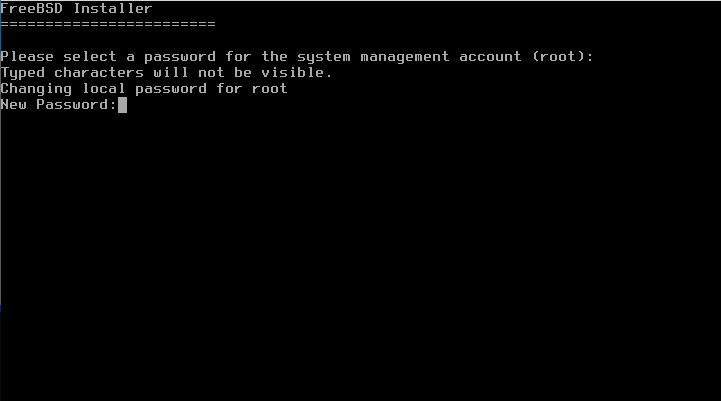 FreeBSD Installer
========================
Please select a password for the system management account (root):
Typed characters will not be visible.
Changing local password for root
New Password: